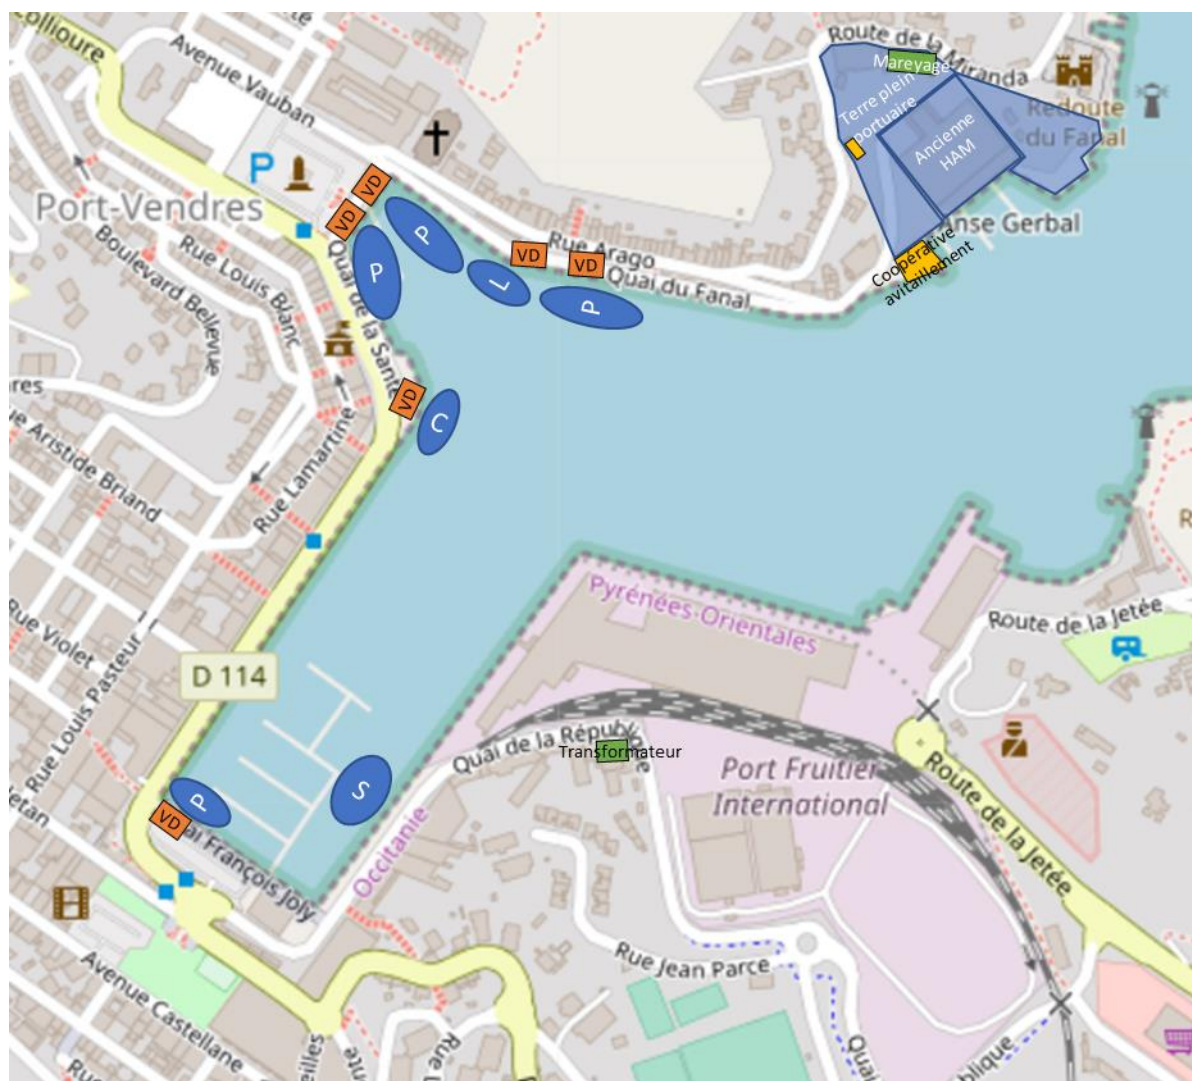 Collioure
Route de la Miranda
Avenue Vauban
Mareyage
Terre plein
portuaire
Ancienne
HAM
Redoute
du Fanal
P
Port-Vendres
VD
VD
P
P
L
P
VD
VD
Rue Arago
Quai du Fanal
Anse Gerbal
Coopérative
avitaillement
Rue Louis Blanc
Boulevard Bellevue
Quai de la Santé
VD
C
ue Aristide Briand
Rue Lamartine
Pyrénées-Orientales
Route de la Jetée
Rue Violet
D 114
Rue Louis Pasteur
Quai de la République
Transformateur
Port Fruitier
International
Route de la Jetée
P
VD
S
ai François Joly
Occitanie
Rue Jean Parce
Avenue Castellane
Quai
blique